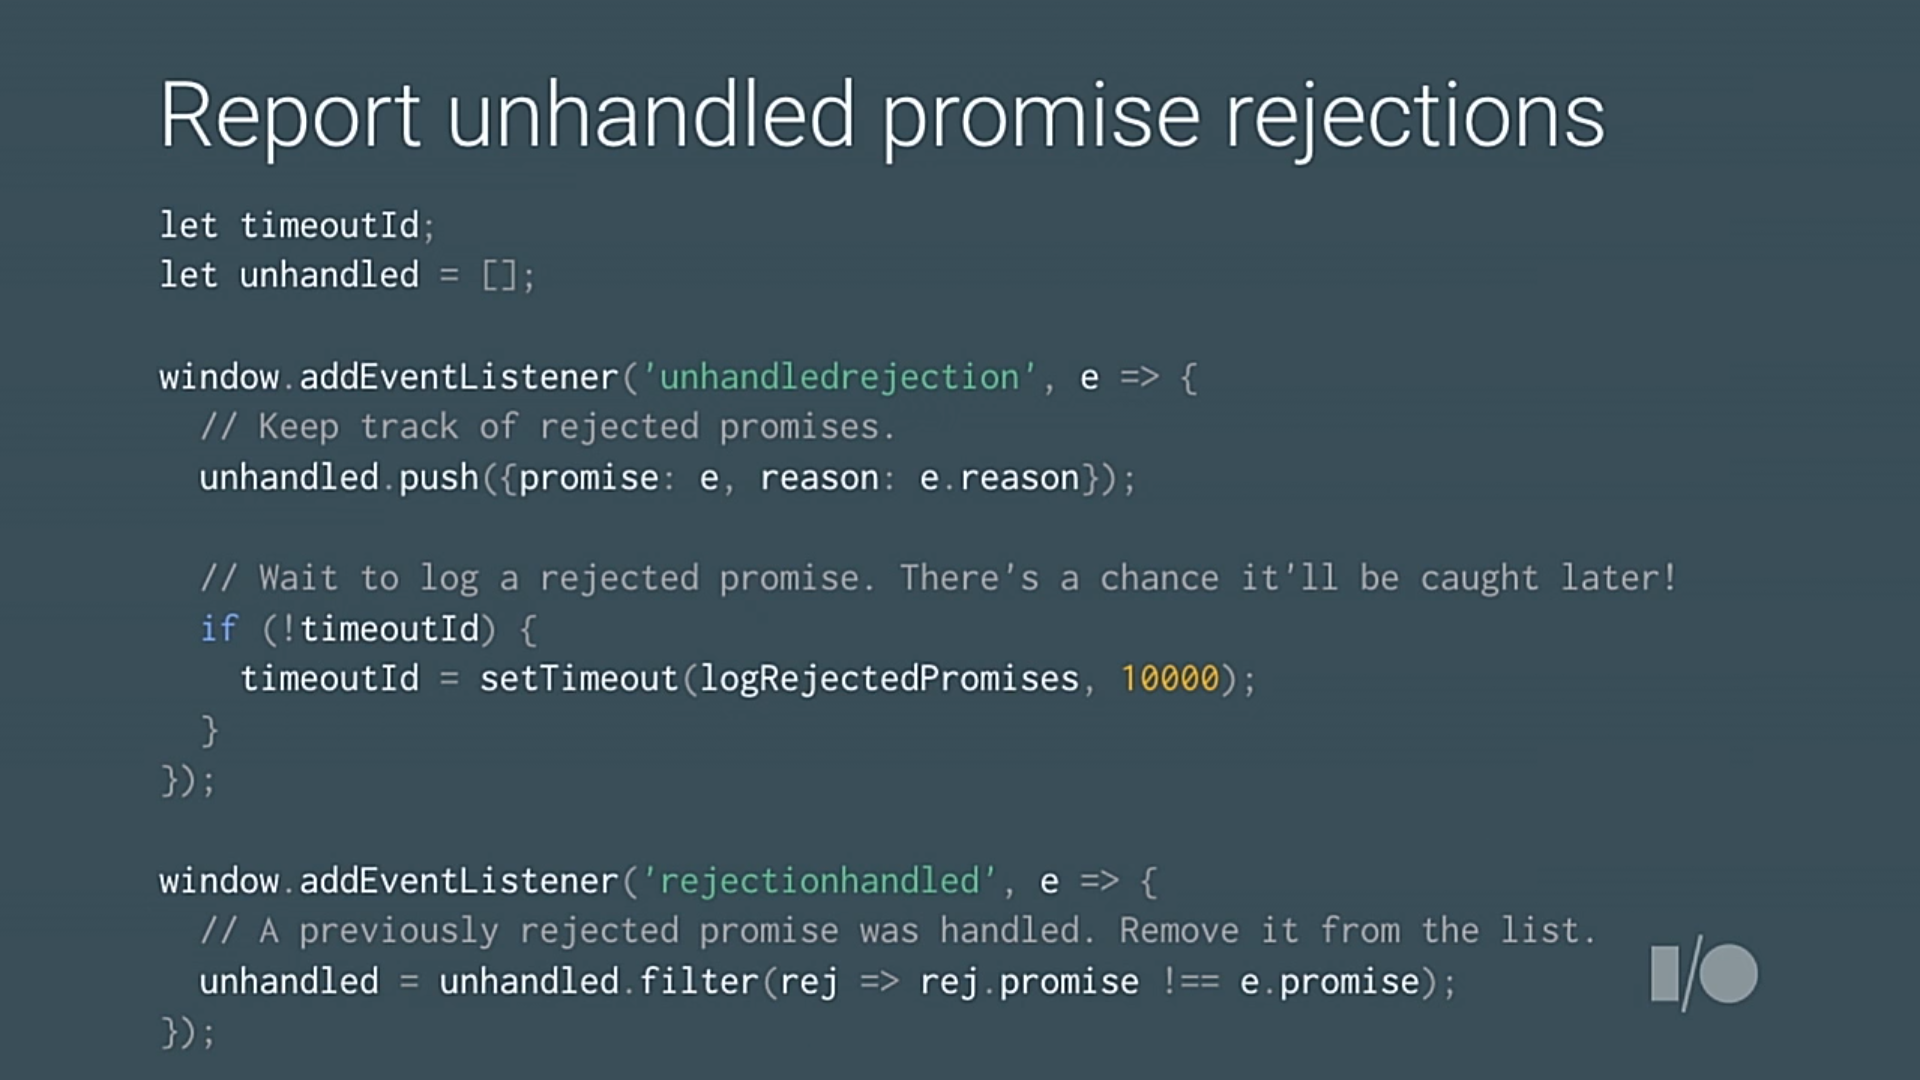 Report unhandled promise rejections
let timeoutId;
let unhandled = [];
window.addEventListener('unhandledrejection', e => {
// Keep track of rejected promises.
unhandled.push({promise: e, reason: e.reason});
// Wait to log a rejected promise. There's a chance it'll be caught later!
if (!timeoutId) {
timeoutId = setTimeout(logRejectedPromises, 10000);
}
});
window.addEventListener('rejectionhandled', e => {
// A previously rejected promise was handled. Remove it from the list.
unhandled = unhandled.filter(rej => rej.promise !== e.promise);
});
I/O